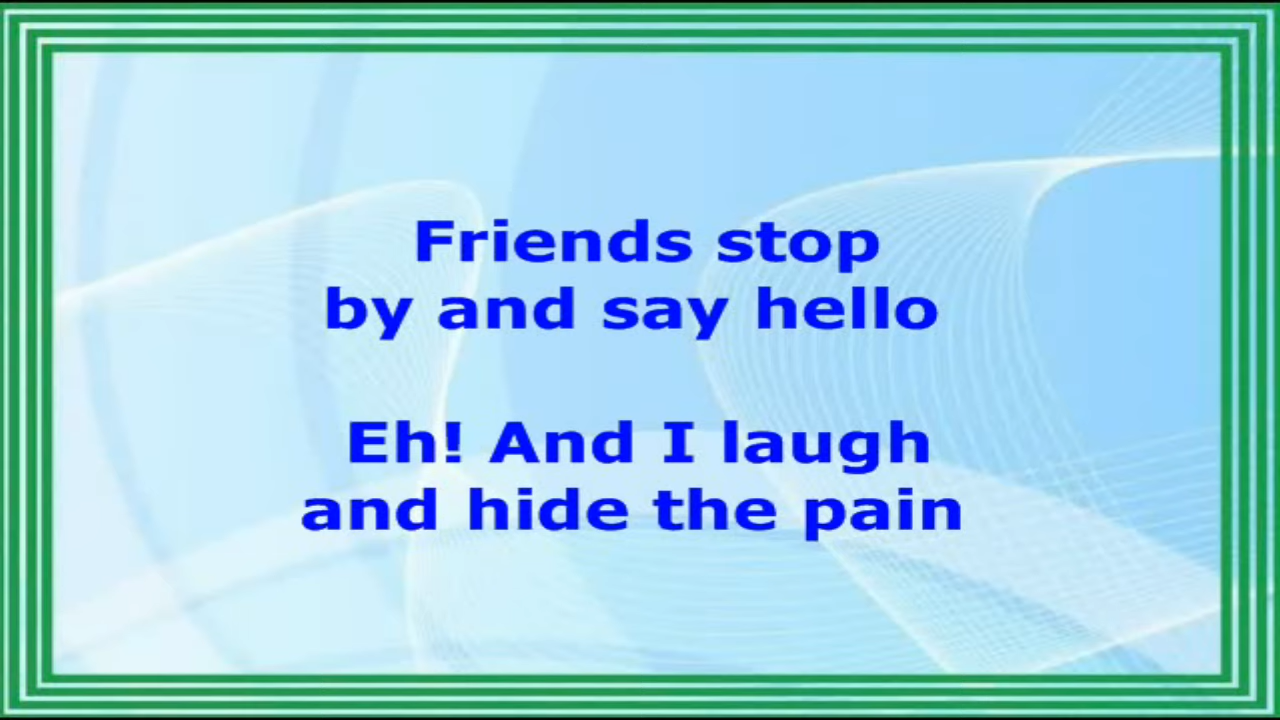 Friends stop
by and say hello
Eh! And I laugh
and hide the pain